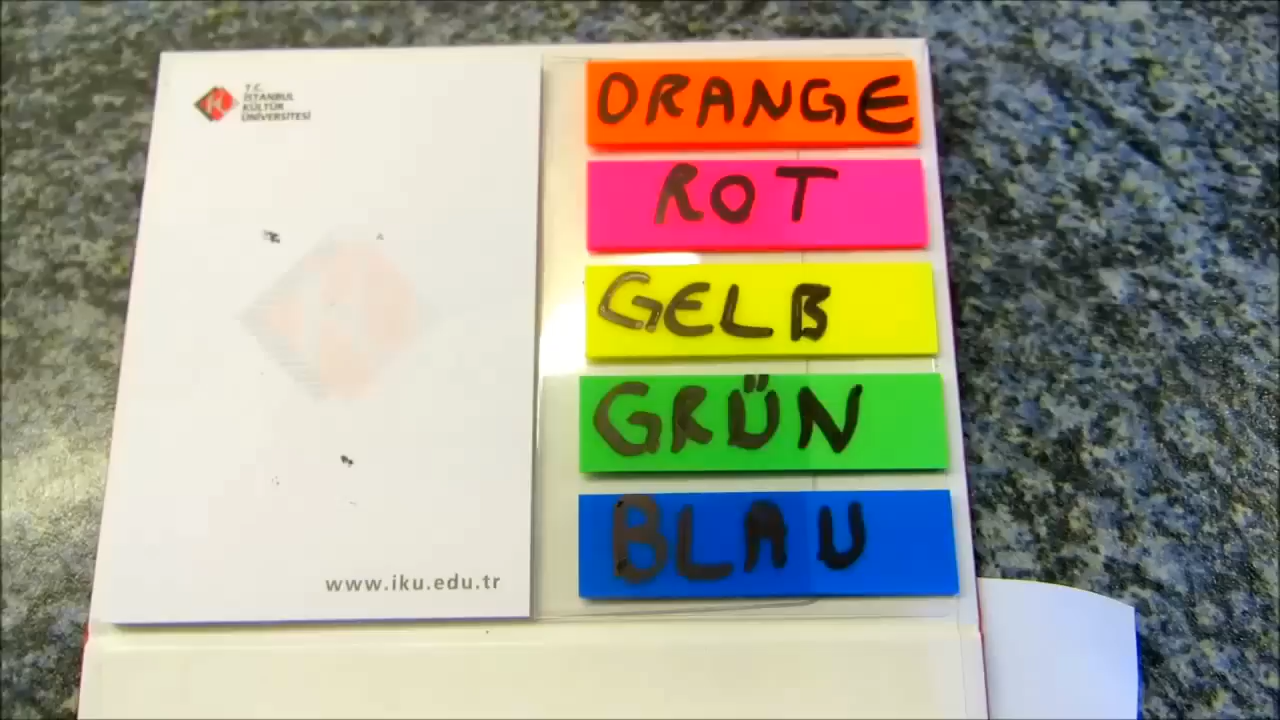 T.C.
İSTANBUL
KÜLTÜR
ÜNİVERSİTESİ
www.iku.edu.tr
ORANGE
ROT
GELB
GRÜN
BLAU